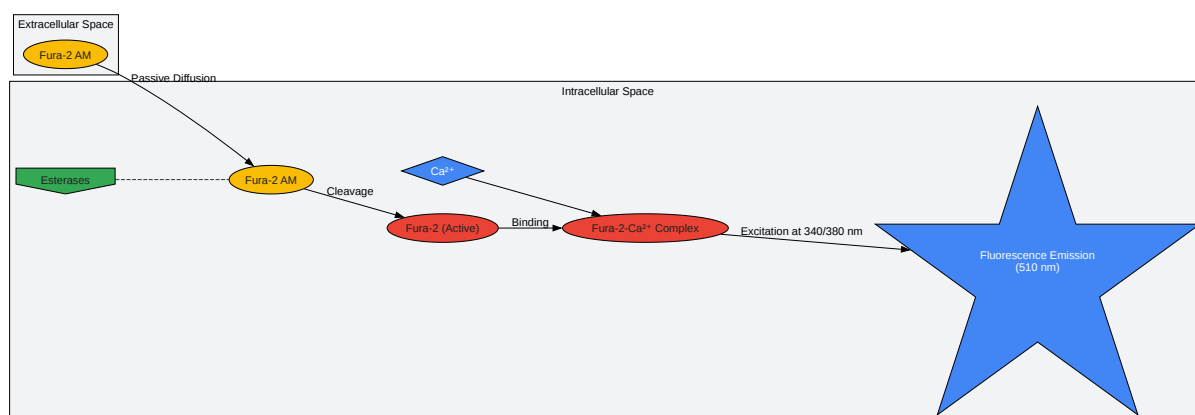 Extracellular Space
Fura-2 AM
Passive Diffusion
Intracellular Space
Esterases
Fura-2 AM
Cleavage
Ca²⁺
Fura-2 (Active)
Binding
Fura-2-Ca²⁺ Complex
Excitation at 340/380 nm
Fluorescence Emission
(510 nm)